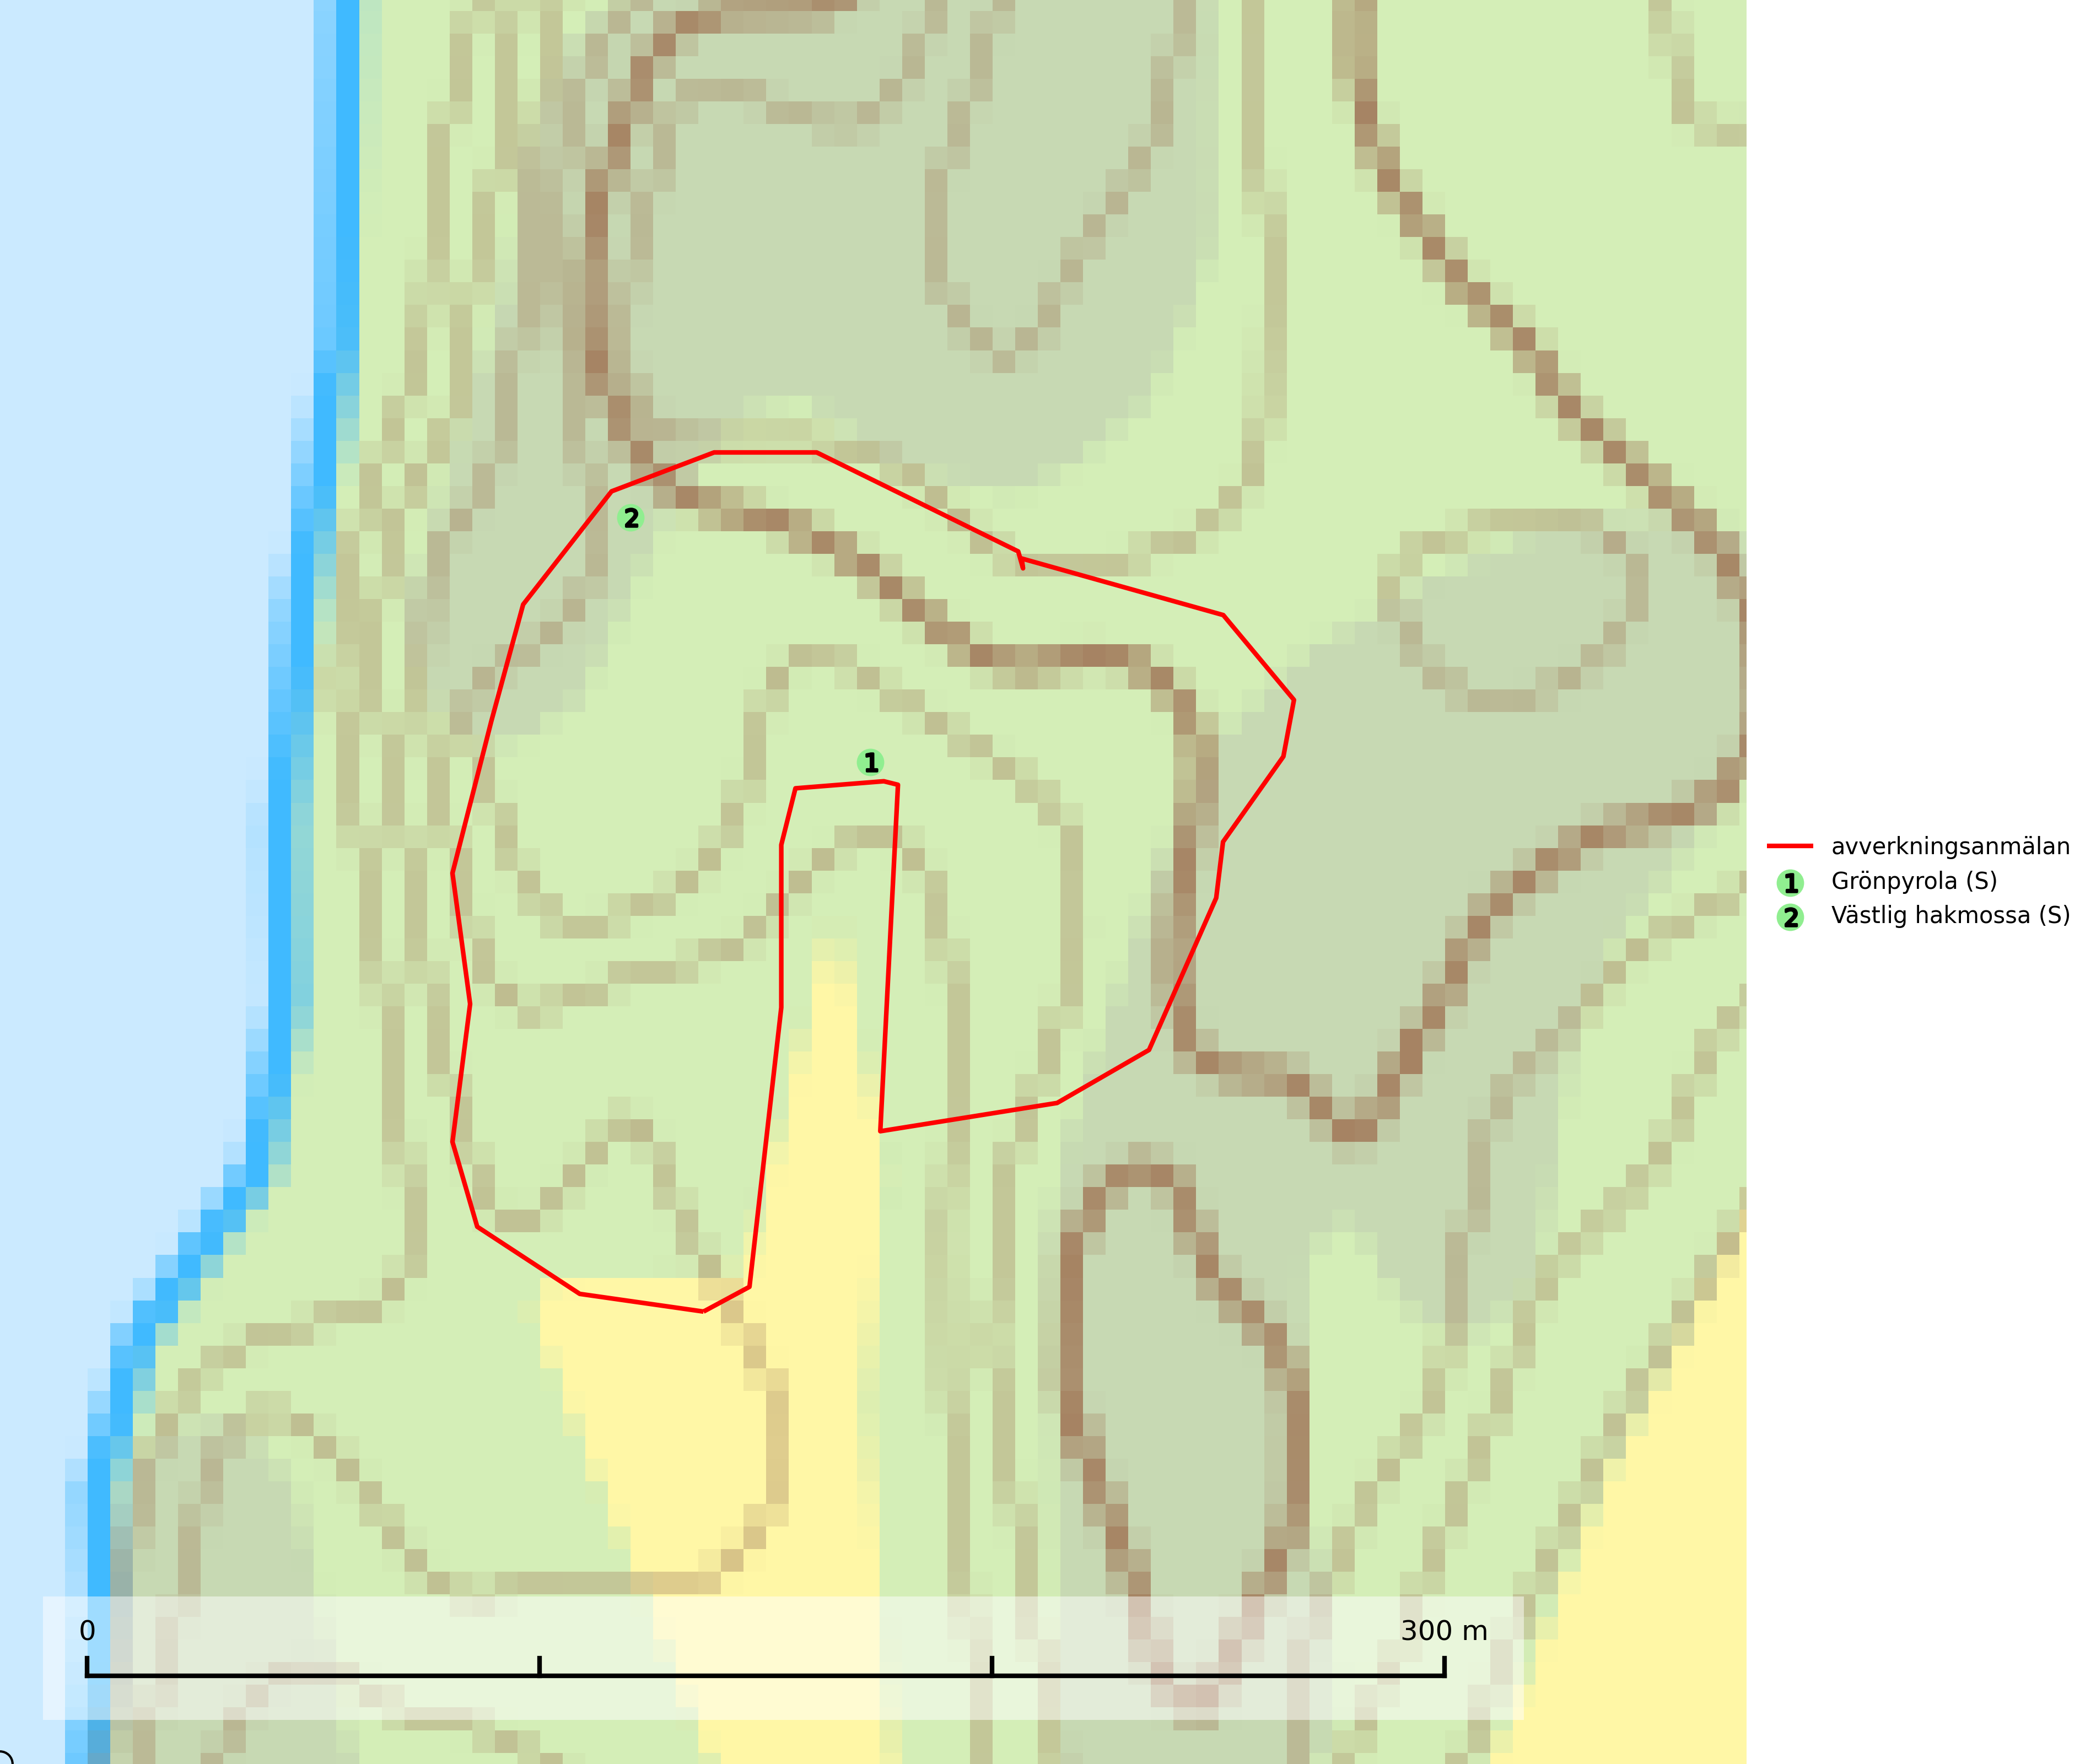 2
1
avverkningsanmälan
1 Grönpyrola (S)
2 Västlig hakmossa (S)
0 300 m